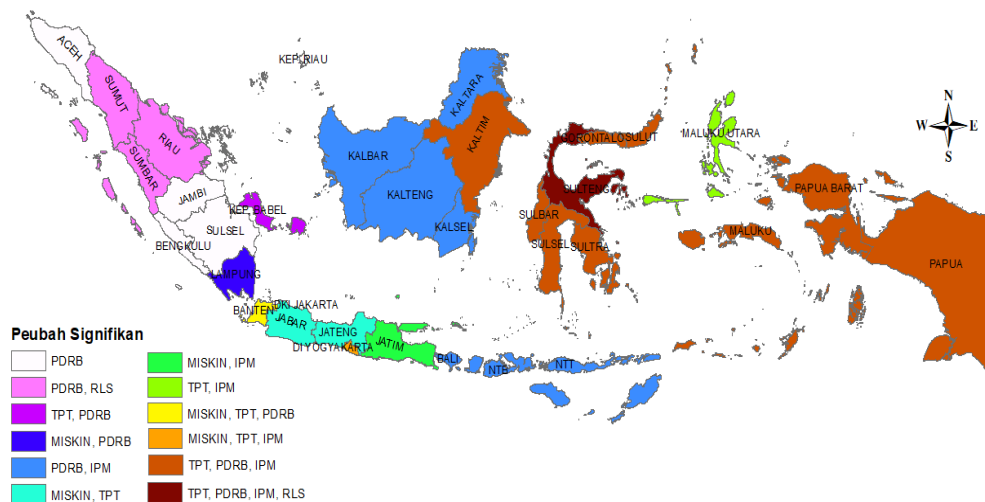 ACEH
SUMUT
RIAU
SUMBAR
KEP. RIAU
JAMBI
KEP. BABEL
SULSEL
BENGKULU
LAMPUNG
BANTEN
DKI JAKARTA
JABAR
JATENG
DI YOGYAKARTA
JATIM
BALI
NTB
NTT
KALBAR
KALTENG
KALSEL
KALTIM
KALTARA
GORONTALO
SULUT
SULTENG
SULBAR
SULSEL
SULTRA
MALUKU UTARA
MALUKU
PAPUA BARAT
PAPUA
N
W E
S
Peubah Signifikan
PDRB
PDRB, RLS
TPT, PDRB
MISKIN, PDRB
PDRB, IPM
MISKIN, TPT
MISKIN, IPM
TPT, IPM
MISKIN, TPT, PDRB
MISKIN, TPT, IPM
TPT, PDRB, IPM
TPT, PDRB, IPM, RLS